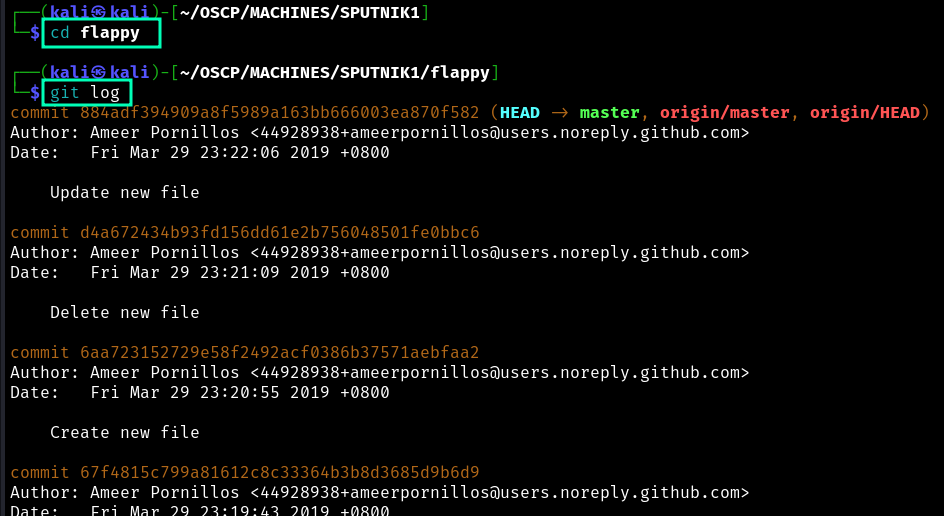 ┌──(kali㉿kali)-[~/OSCP/MACHINES/SPUTNIK1]
└─$ cd flappy
┌──(kali㉿kali)-[~/OSCP/MACHINES/SPUTNIK1/flappy]
└─$ git log
commit 884adf394909a8f5989a163bb666003ea870f582 (HEAD → master, origin/master, origin/HEAD)
Author: Ameer Pornillos <44928938+ameerpornillos@users.noreply.github.com>
Date:   Fri Mar 29 23:22:06 2019 +0800
    Update new file
commit d4a672434b93fd156dd61e2b756048501fe0bbc6
Author: Ameer Pornillos <44928938+ameerpornillos@users.noreply.github.com>
Date:   Fri Mar 29 23:21:09 2019 +0800
    Delete new file
commit 6aa723152729e58f2492acf0386b37571aebfaa2
Author: Ameer Pornillos <44928938+ameerpornillos@users.noreply.github.com>
Date:   Fri Mar 29 23:20:55 2019 +0800
    Create new file
commit 67f4815c799a81612c8c33364b3b8d3685d9b6d9
Author: Ameer Pornillos <44928938+ameerpornillos@users.noreply.github.com>
Date:   Fri Mar 29 23:19:43 2019 +0800